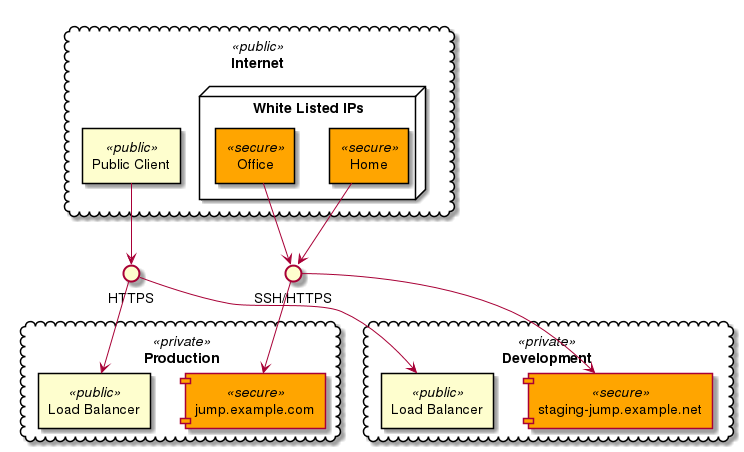 «public»
Internet
White Listed IPs
«public»
Public Client
«secure»
Office
«secure»
Home
HTTPS
SSH/HTTPS
«private»
Production
«private»
Development
«public»
Load Balancer
«secure»
jump.example.com
«public»
Load Balancer
«secure»
staging-jump.example.net